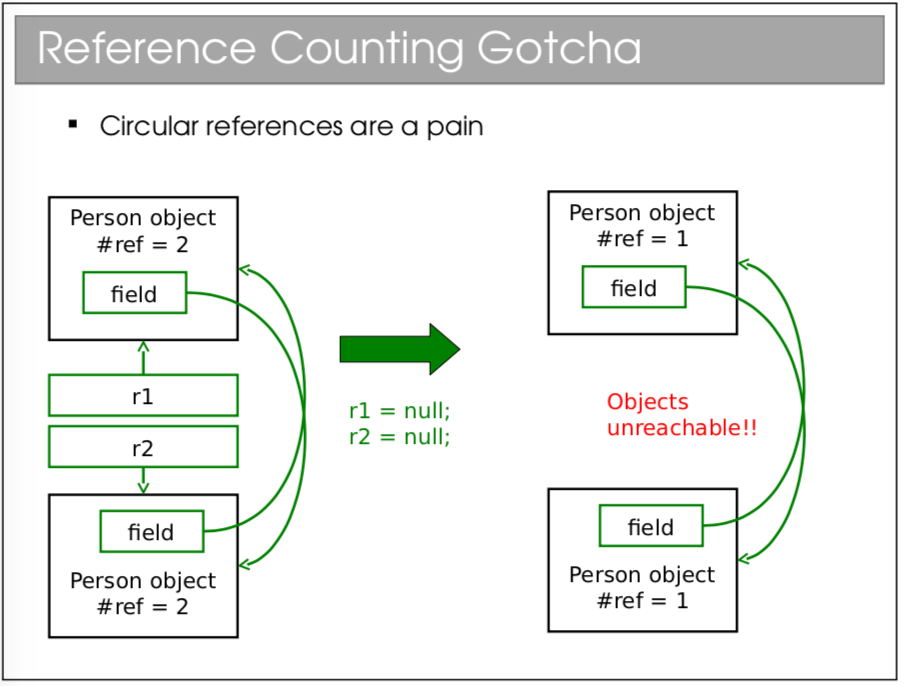 Reference Counting Gotcha
▪ Circular references are a pain
Person object
#ref = 2
field
r1
r2
field
Person object
#ref = 2
r1 = null;
r2 = null;
Person object
#ref = 1
field
Objects
unreachable!!
field
Person object
#ref = 1